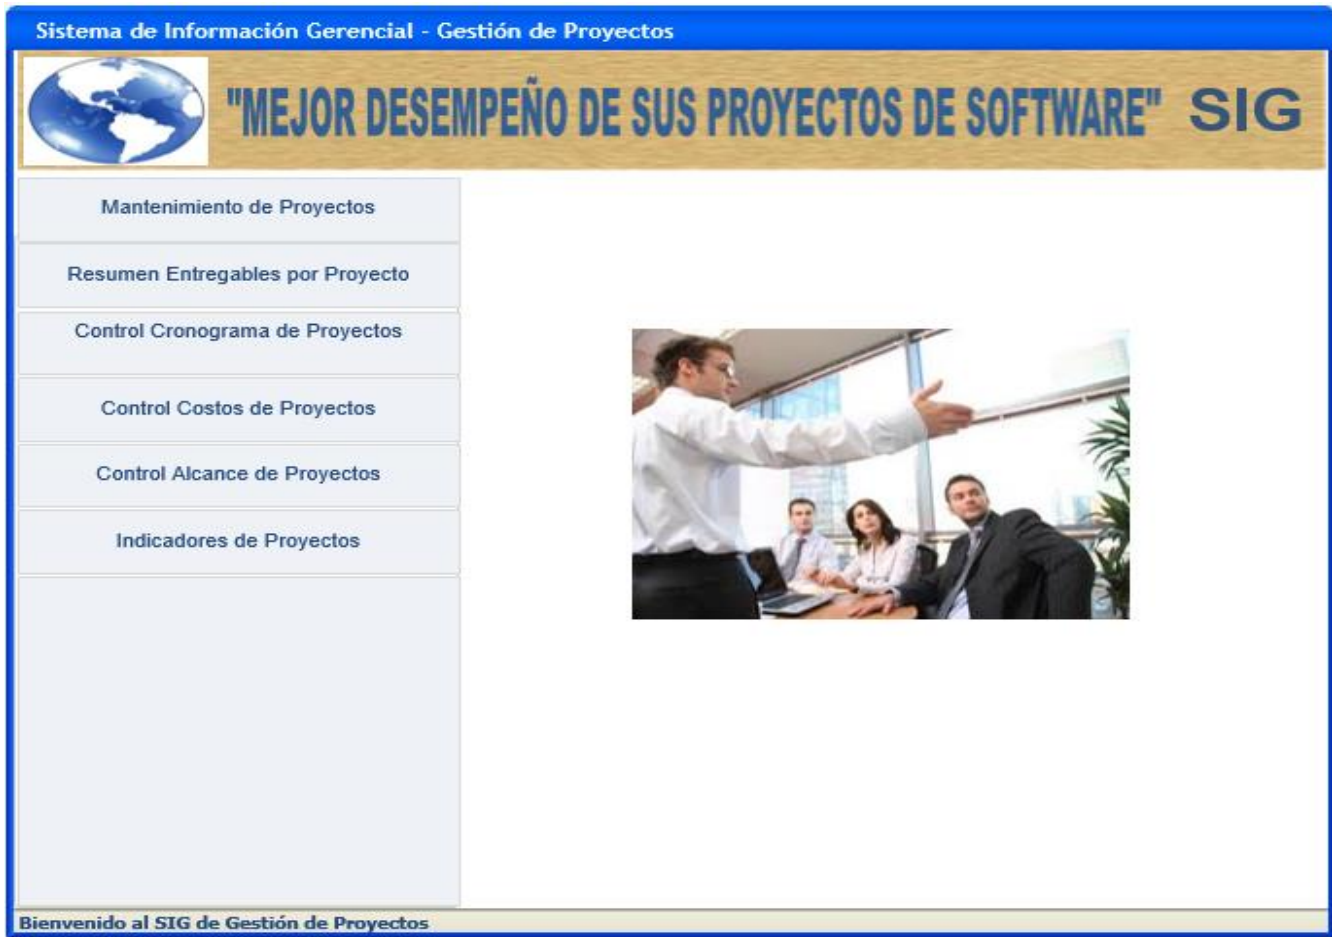 Sistema de Información Gerencial - Gestión de Proyectos
"MEJOR DESEMPEÑO DE SUS PROYECTOS DE SOFTWARE" SIG
Mantenimiento de Proyectos
Resumen Entregables por Proyecto
Control Cronograma de Proyectos
Control Costos de Proyectos
Control Alcance de Proyectos
Indicadores de Proyectos
Bienvenido al SIG de Gestión de Proyectos